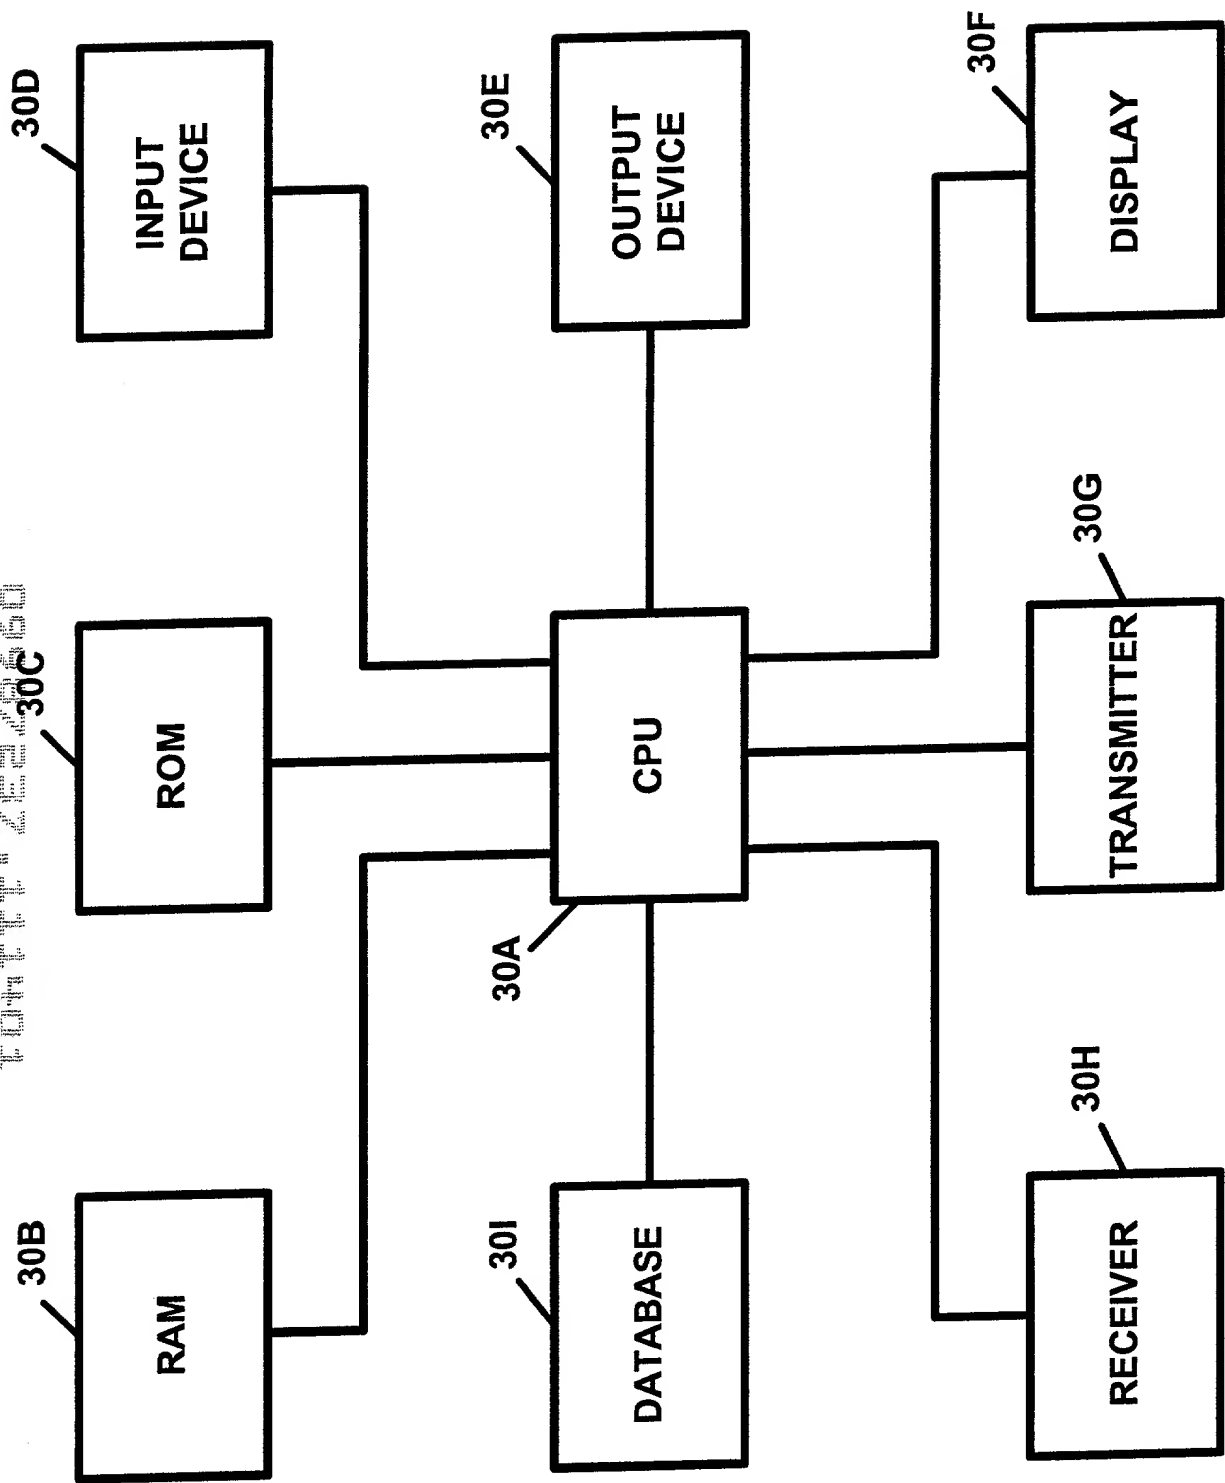 30B
RAM
30C
ROM
30D
INPUT
DEVICE
30I
DATABASE
30A
CPU
30E
OUTPUT
DEVICE
30H
RECEIVER
30G
TRANSMITTER
30F
DISPLAY